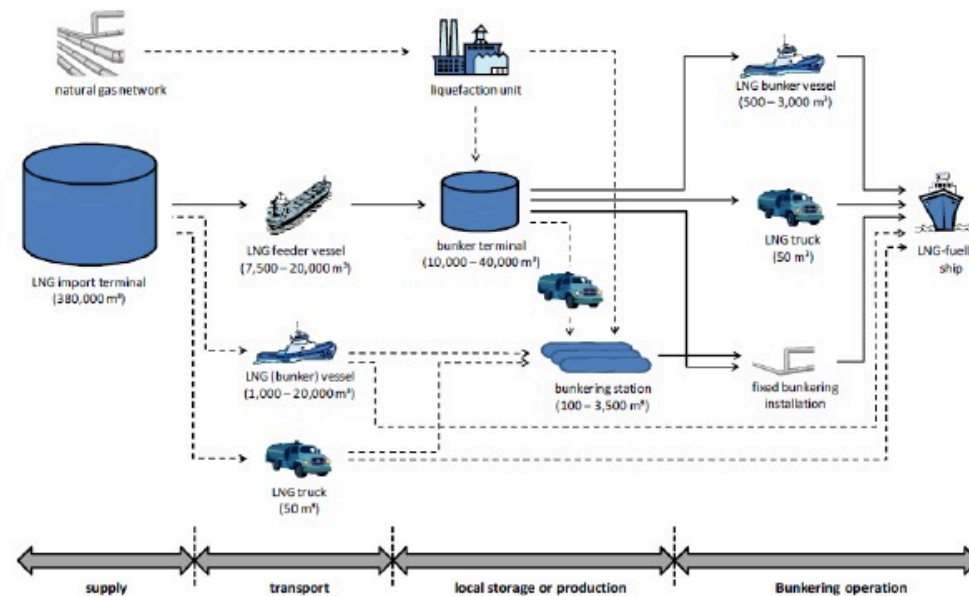 natural gas network
liquefaction unit
LNG bunker vessel
(500 – 3,000 m³)
LNG import terminal
(380,000 m³)
LNG feeder vessel
(7,500 – 20,000 m³)
bunker terminal
(10,000 – 40,000 m³)
LNG truck
(50 m³)
LNG-fuell
ship
LNG (bunker) vessel
(1,000 – 20,000 m³)
bunkering station
(100 – 3,500 m³)
fixed bunkering
installation
LNG truck
(50 m³)
supply
transport
local storage or production
Bunkering operation